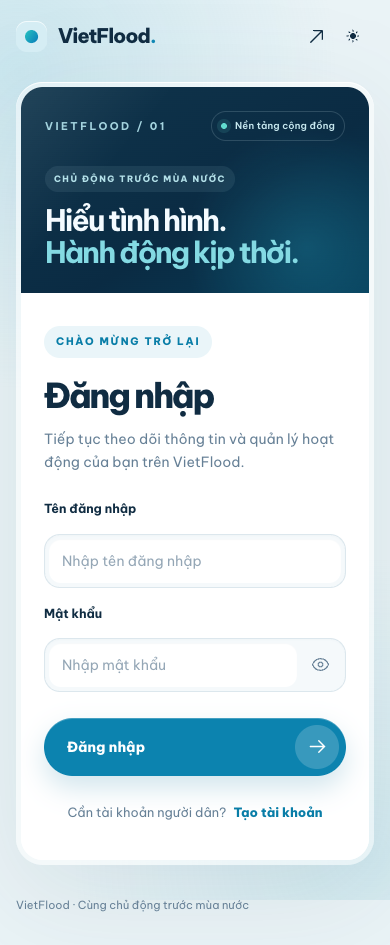 VietFlood.
VIETFLOOD / 01
Nền tảng cộng đồng
CHỦ ĐỘNG TRƯỚC MÙA NƯỚC
Hiểu tình hình.
Hành động kịp thời.
CHÀO MỪNG TRỞ LẠI
Đăng nhập
Tiếp tục theo dõi thông tin và quản lý hoạt
động của bạn trên VietFlood.
Tên đăng nhập
Nhập tên đăng nhập
Mật khẩu
Nhập mật khẩu
Đăng nhập
Cần tài khoản người dân? Tạo tài khoản
VietFlood · Cùng chủ động trước mùa nước